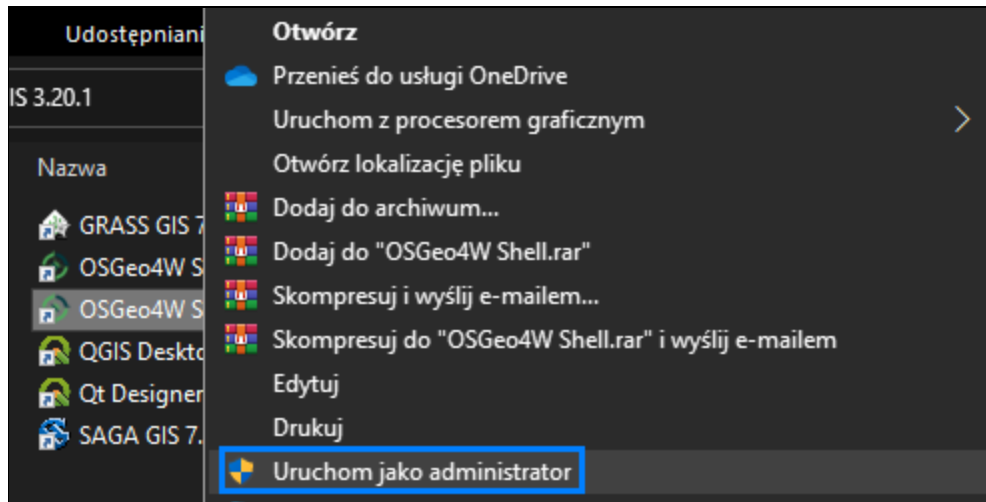 Udostępniani
IS 3.20.1
Nazwa
GRASS GIS 7
OSGeo4W S
OSGeo4W S
QGIS Deskto
Qt Designer
SAGA GIS 7.
Otwórz
Przenieś do usługi OneDrive
Uruchom z procesorem graficznym
Otwórz lokalizację pliku
Dodaj do archiwum...
Dodaj do "OSGeo4W Shell.rar"
Skompresuj i wyślij e-mailem...
Skompresuj do "OSGeo4W Shell.rar" i wyślij e-mailem
Edytuj
Drukuj
Uruchom jako administrator